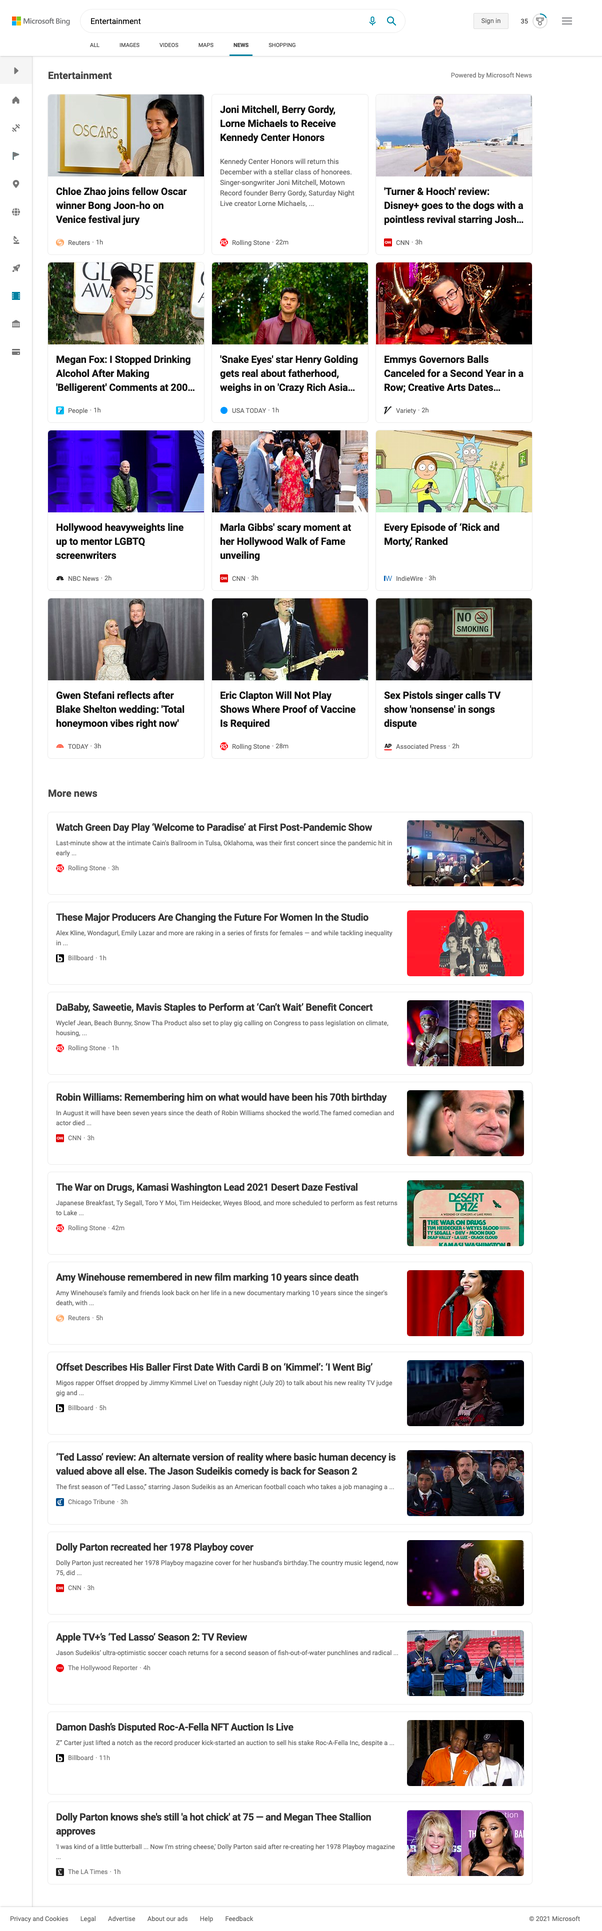 Microsoft Bing
Entertainment
Sign in
35
ALL
IMAGES
VIDEOS
MAPS
NEWS
SHOPPING
Entertainment
Powered by Microsoft News
OSCARS
Chloe Zhao joins fellow Oscar
winner Bong Joon-ho on
Venice festival jury
Reuters · 1h
Joni Mitchell, Berry Gordy,
Lorne Michaels to Receive
Kennedy Center Honors
Kennedy Center Honors will return this
December with a stellar class of honorees.
Singer-songwriter Joni Mitchell, Motown
Record founder Berry Gordy, Saturday Night
Live creator Lorne Michaels, ...
Rolling Stone · 22m
'Turner & Hooch' review:
Disney+ goes to the dogs with a
pointless revival starring Josh...
CNN · 3h
GLOBE
AWARDS
Megan Fox: I Stopped Drinking
Alcohol After Making
'Belligerent' Comments at 200...
People · 1h
'Snake Eyes' star Henry Golding
gets real about fatherhood,
weighs in on 'Crazy Rich Asia...
USA TODAY · 1h
Emmys Governors Balls
Canceled for a Second Year in a
Row; Creative Arts Dates...
Variety · 2h
Hollywood heavyweights line
up to mentor LGBTQ
screenwriters
NBC News · 2h
Marla Gibbs' scary moment at
her Hollywood Walk of Fame
unveiling
CNN · 3h
Every Episode of ‘Rick and
Morty,’ Ranked
IndieWire · 3h
Gwen Stefani reflects after
Blake Shelton wedding: 'Total
honeymoon vibes right now'
TODAY · 3h
Eric Clapton Will Not Play
Shows Where Proof of Vaccine
Is Required
Rolling Stone · 28m
NO
SMOKING
Sex Pistols singer calls TV
show 'nonsense' in songs
dispute
AP
Associated Press · 2h
More news
Watch Green Day Play ‘Welcome to Paradise’ at First Post-Pandemic Show
Last-minute show at the intimate Cain's Ballroom in Tulsa, Oklahoma, was their first concert since the pandemic hit in
early ...
Rolling Stone · 3h
These Major Producers Are Changing the Future For Women In the Studio
Alex Kline, Wondagurl, Emily Lazar and more are raking in a series of firsts for females — and while tackling inequality
in ...
Billboard · 1h
DaBaby, Saweetie, Mavis Staples to Perform at ‘Can’t Wait’ Benefit Concert
Wyclef Jean, Beach Bunny, Snow Tha Product also set to play gig calling on Congress to pass legislation on climate,
housing, ...
Rolling Stone · 1h
Robin Williams: Remembering him on what would have been his 70th birthday
In August it will have been seven years since the death of Robin Williams shocked the world.The famed comedian and
actor died ...
CNN · 3h
The War on Drugs, Kamasi Washington Lead 2021 Desert Daze Festival
Japanese Breakfast, Ty Segall, Toro Y Moi, Tim Heidecker, Weyes Blood, and more scheduled to perform as fest returns
to Lake ...
Rolling Stone · 42m
DESERT
DAZE
THE WAR ON DRUGS
KAMASI WASHINGTON
Amy Winehouse remembered in new film marking 10 years since death
Amy Winehouse's family and friends look back on her life in a new documentary marking 10 years since the singer's
death, with ...
Reuters · 5h
Offset Describes His Baller First Date With Cardi B on ‘Kimmel’: ‘I Went Big’
Migos rapper Offset dropped by Jimmy Kimmel Live! on Tuesday night (July 20) to talk about his new reality TV judge
gig and ...
Billboard · 5h
‘Ted Lasso’ review: An alternate version of reality where basic human decency is
valued above all else. The Jason Sudeikis comedy is back for Season 2
The first season of “Ted Lasso,” starring Jason Sudeikis as an American football coach who takes a job managing a ...
Chicago Tribune · 3h
Dolly Parton recreated her 1978 Playboy cover
Dolly Parton just recreated her 1978 Playboy magazine cover for her husband's birthday.The country music legend, now
75, did ...
CNN · 3h
Apple TV+'s ‘Ted Lasso’ Season 2: TV Review
Jason Sudeikis' ultra-optimistic soccer coach returns for a second season of fish-out-of-water punchlines and radical ...
The Hollywood Reporter · 4h
Damon Dash’s Disputed Roc-A-Fella NFT Auction Is Live
Z” Carter just lifted a notch as the record producer kick-started an auction to sell his stake Roc-A-Fella Inc, despite a ...
Billboard · 11h
Dolly Parton knows she's still 'a hot chick' at 75 — and Megan Thee Stallion
approves
'I was kind of a little butterball ... Now I'm string cheese,' Dolly Parton said after re-creating her 1978 Playboy magazine
...
The LA Times · 1h
Privacy and Cookies
Legal
Advertise
About our ads
Help
Feedback
© 2021 Microsoft